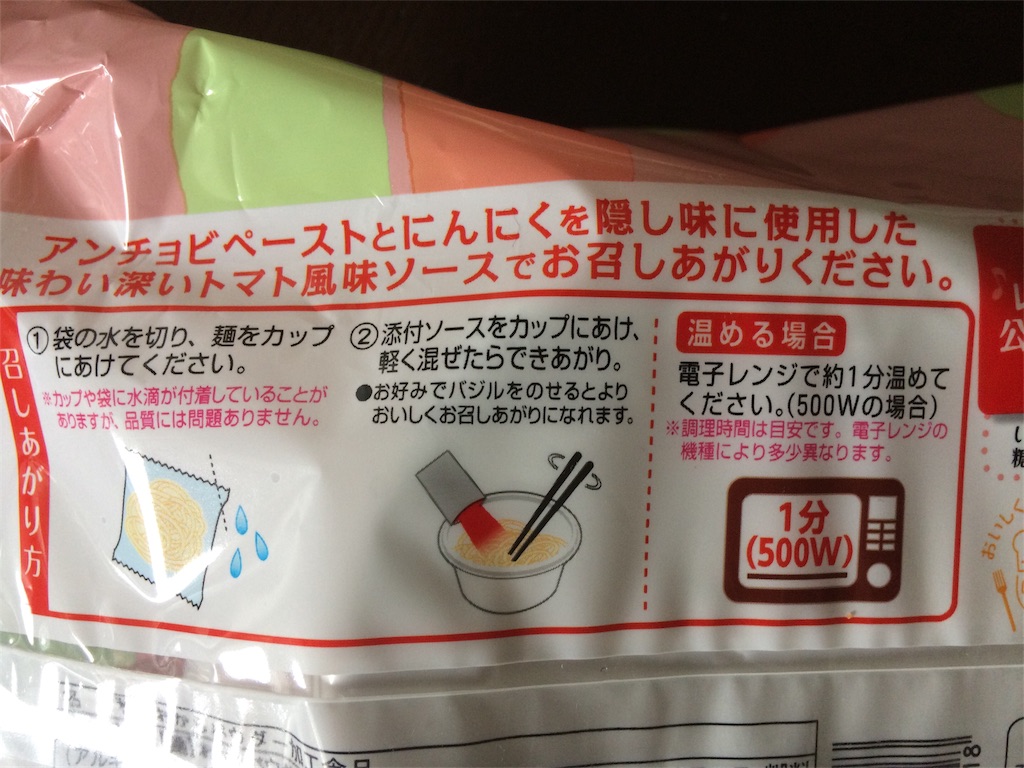 アンチョビペーストとにんにくを隠し味に使用した
味わい深いトマト風味ソースでお召しあがりください。
召しあがり方
①袋の水を切り、麺をカップ
にあけてください。
※カップや袋に水滴が付着していることが
ありますが、品質には問題ありません。
②添付ソースをカップにあけ、
軽く混ぜたらできあがり。
●お好みでバジルをのせるとより
おいしくお召しあがりになれます。
温める場合
電子レンジで約1分温めて
ください。(500Wの場合)
※調理時間は目安です。電子レンジの
機種により多少異なります。
1分
(500W)
公
い
糖
おいし
名
加工食品